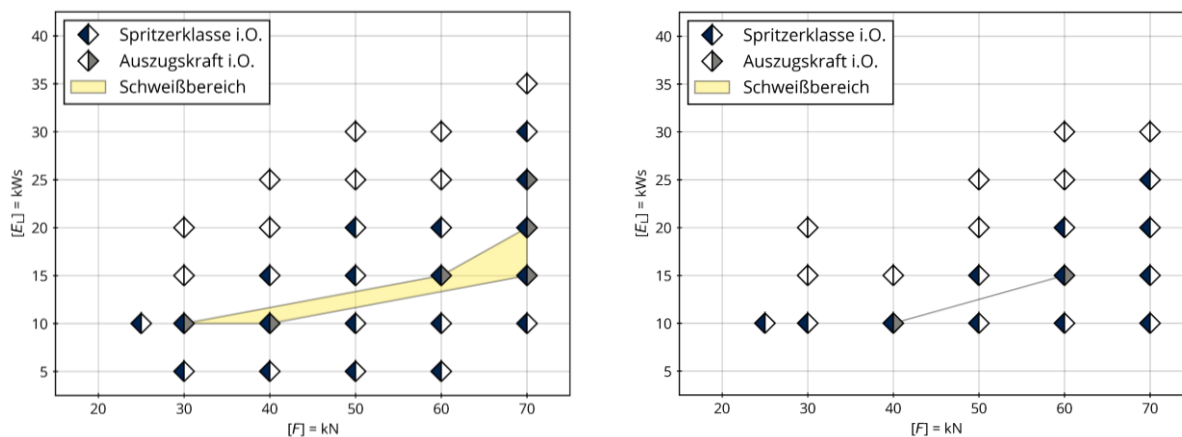 Spritzerklasse i.O.
Auszugskraft i.O.
Schweißbereich
40
35
30
25
20
15
10
5
[E_L] = kWs
20 30 40 50 60 70
[F] = kN
Spritzerklasse i.O.
Auszugskraft i.O.
Schweißbereich
40
35
30
25
20
15
10
5
[E_L] = kWs
20 30 40 50 60 70
[F] = kN